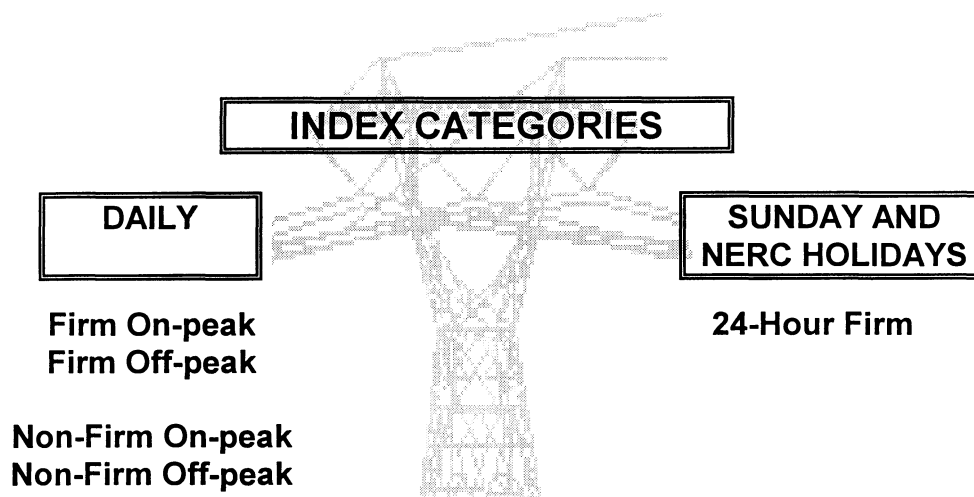 INDEX CATEGORIES
DAILY
Firm On-peak
Firm Off-peak
Non-Firm On-peak
Non-Firm Off-peak
SUNDAY AND
NERC HOLIDAYS
24-Hour Firm